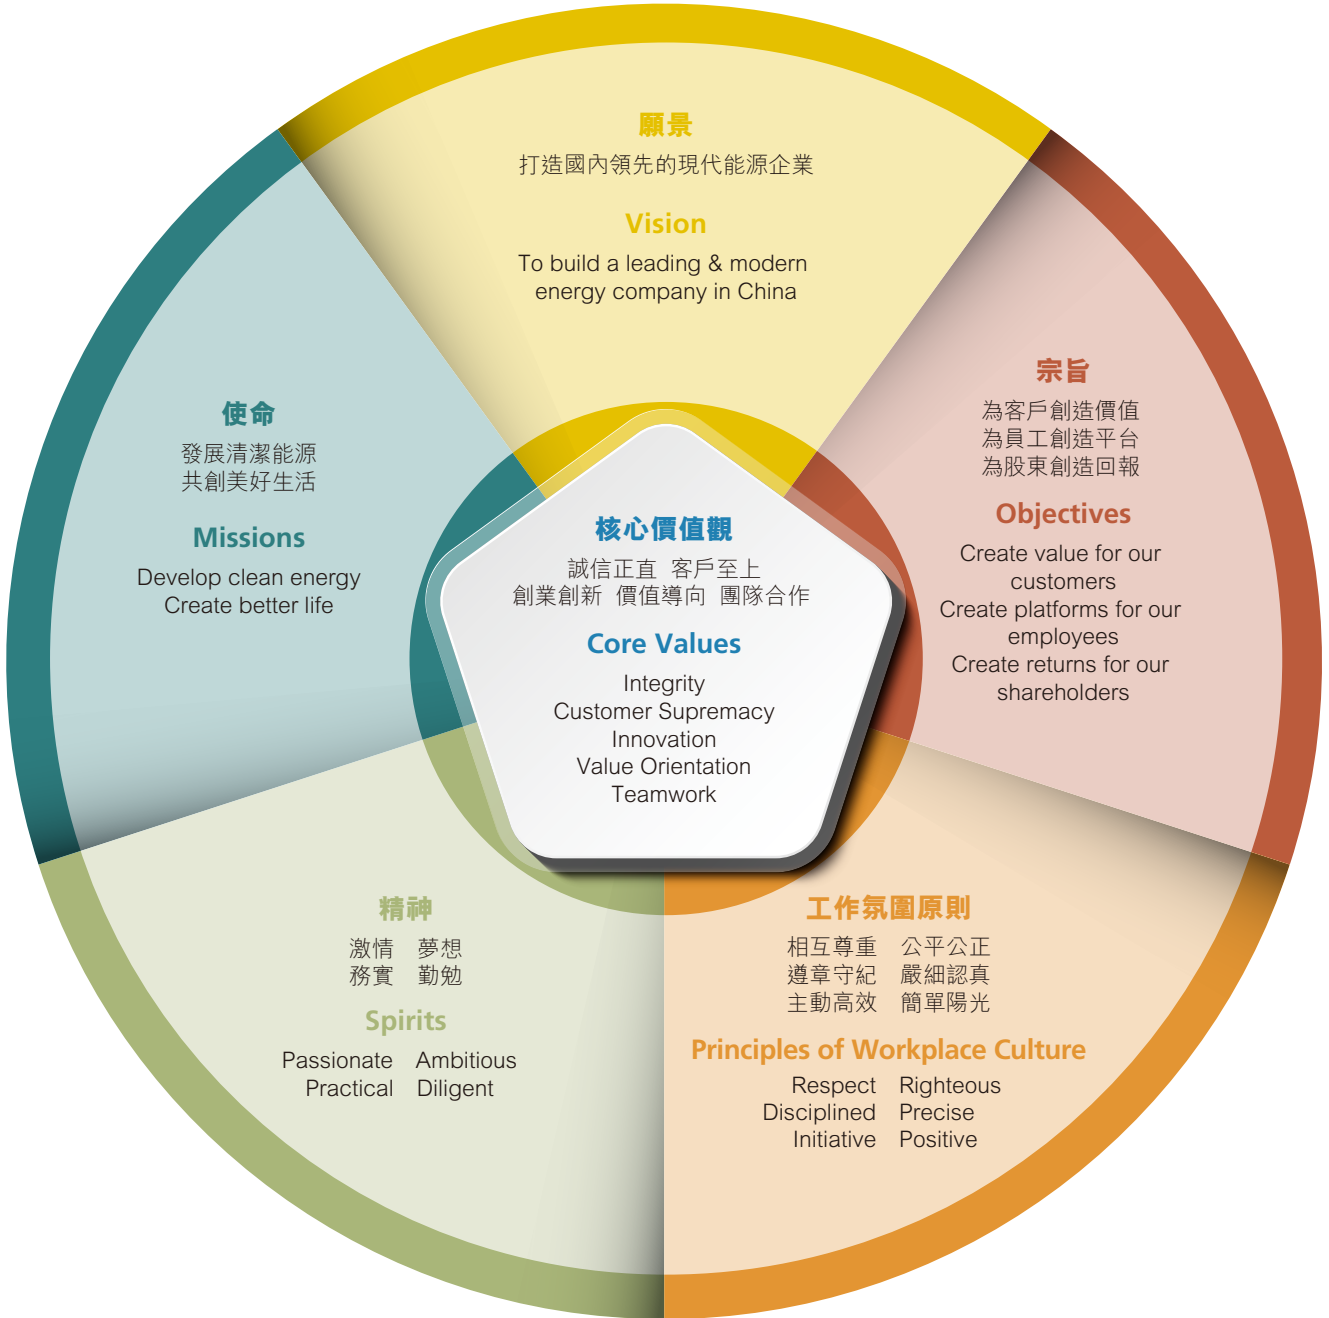 願景
打造國內領先的現代能源企業
Vision
To build a leading & modern
energy company in China
使命
發展清潔能源
共創美好生活
Missions
Develop clean energy
Create better life
宗旨
為客戶創造價值
為員工創造平台
為股東創造回報
Objectives
Create value for our
customers
Create platforms for our
employees
Create returns for our
shareholders
核心價值觀
誠信正直 客戶至上
創業創新 價值導向 團隊合作
Core Values
Integrity
Customer Supremacy
Innovation
Value Orientation
Teamwork
精神
激情 夢想
務實 勤勉
Spirits
Passionate Ambitious
Practical Diligent
工作氛圍原則
相互尊重 公平公正
遵章守紀 嚴細認真
主動高效 簡單陽光
Principles of Workplace Culture
Respect Righteous
Disciplined Precise
Initiative Positive